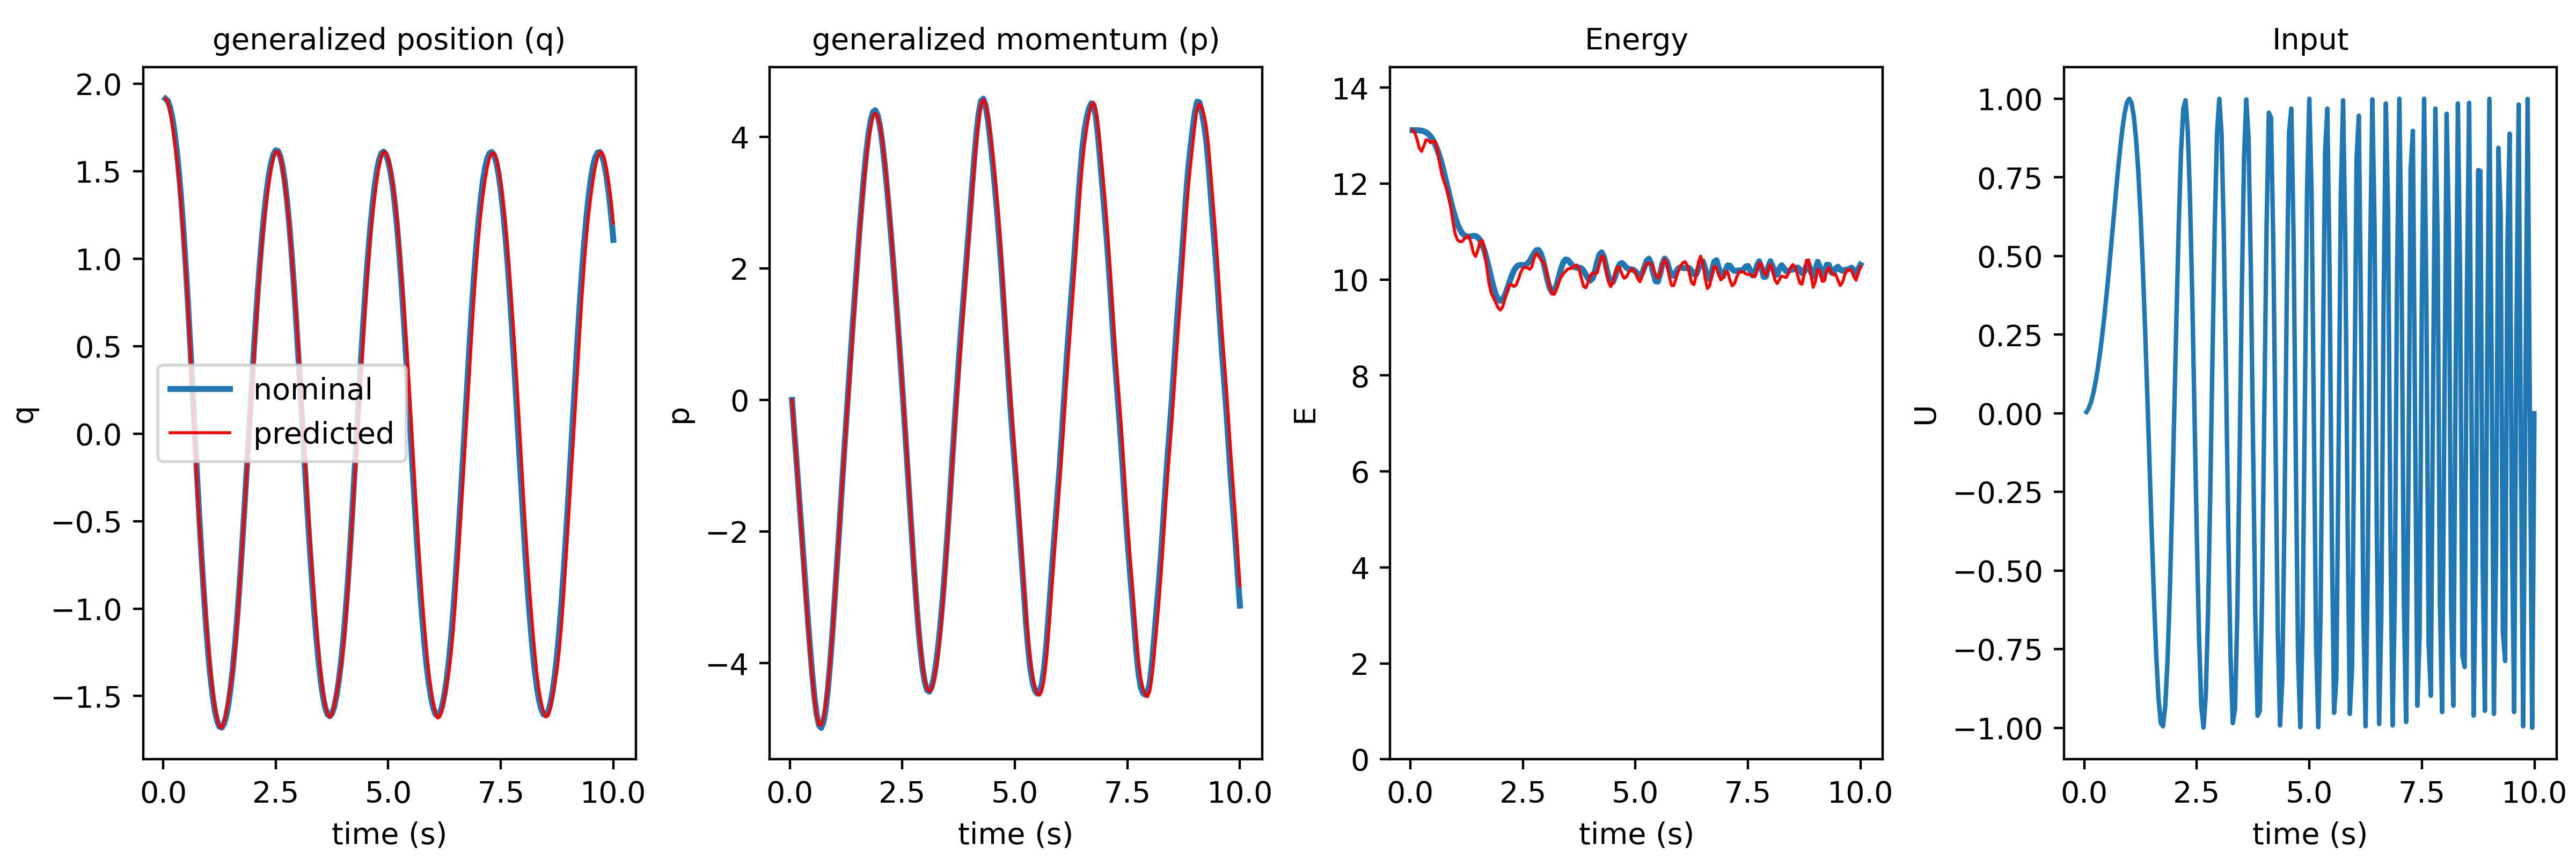 generalized position (q)
2.0
1.5
1.0
0.5
0.0
−0.5
−1.0
−1.5
q
nominal
predicted
0.0 2.5 5.0 7.5 10.0
time (s)
generalized momentum (p)
4
2
0
−2
−4
p
0.0 2.5 5.0 7.5 10.0
time (s)
Energy
14
12
10
8
6
4
2
0
E
0.0 2.5 5.0 7.5 10.0
time (s)
Input
1.00
0.75
0.50
0.25
0.00
−0.25
−0.50
−0.75
−1.00
U
0.0 2.5 5.0 7.5 10.0
time (s)